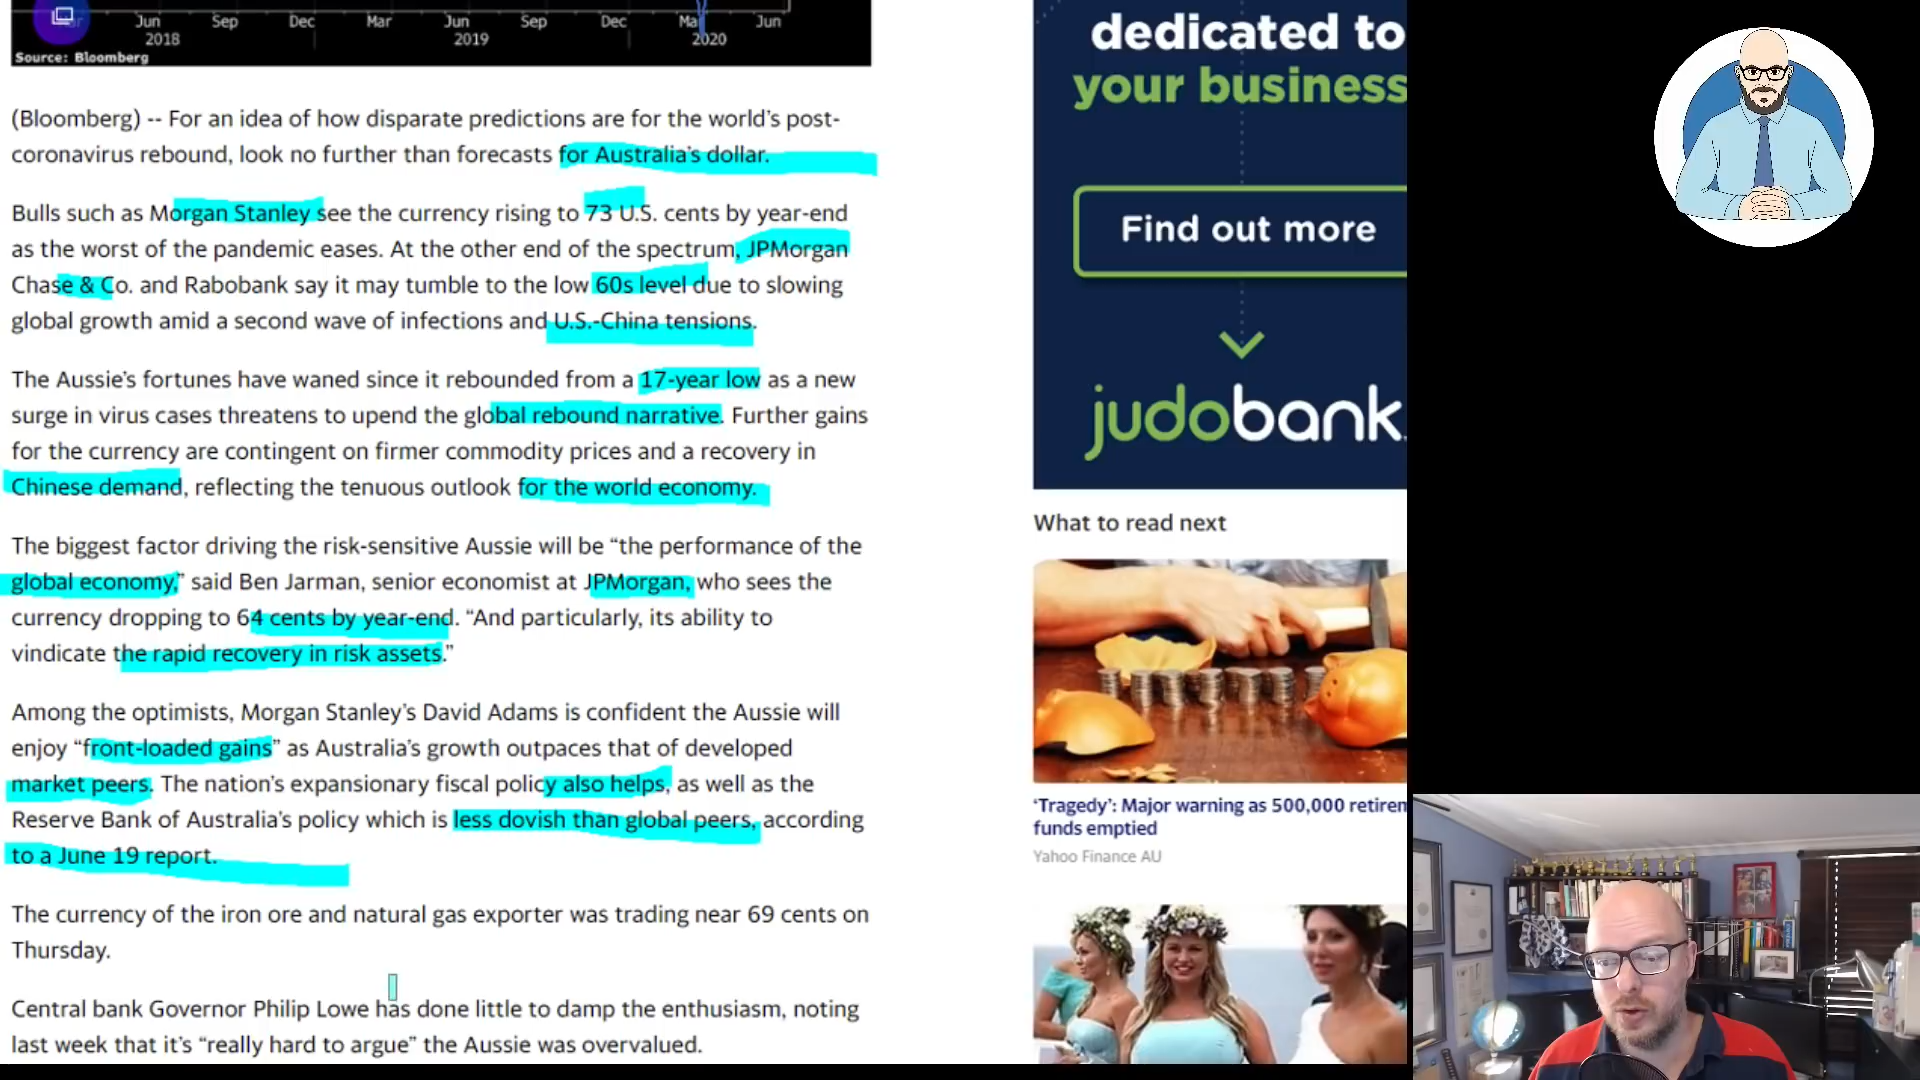 Jun Sep Dec Mar Jun Sep Dec Ma Jun
2018 2019 2020
Source: Bloomberg
(Bloomberg) -- For an idea of how disparate predictions are for the world's post-
coronavirus rebound, look no further than forecasts for Australia's dollar.
Bulls such as Morgan Stanley see the currency rising to 73 U.S. cents by year-end
as the worst of the pandemic eases. At the other end of the spectrum, JPMorgan
Chase & Co. and Rabobank say it may tumble to the low 60s level due to slowing
global growth amid a second wave of infections and U.S.-China tensions.
The Aussie's fortunes have waned since it rebounded from a 17-year low as a new
surge in virus cases threatens to upend the global rebound narrative. Further gains
for the currency are contingent on firmer commodity prices and a recovery in
Chinese demand, reflecting the tenuous outlook for the world economy.
The biggest factor driving the risk-sensitive Aussie will be “the performance of the
global economy,” said Ben Jarman, senior economist at JPMorgan, who sees the
currency dropping to 64 cents by year-end. “And particularly, its ability to
vindicate the rapid recovery in risk assets.”
Among the optimists, Morgan Stanley's David Adams is confident the Aussie will
enjoy “front-loaded gains” as Australia's growth outpaces that of developed
market peers. The nation's expansionary fiscal policy also helps, as well as the
Reserve Bank of Australia's policy which is less dovish than global peers, according
to a June 19 report.
The currency of the iron ore and natural gas exporter was trading near 69 cents on
Thursday.
Central bank Governor Philip Lowe has done little to damp the enthusiasm, noting
last week that it's “really hard to argue” the Aussie was overvalued.
dedicated to
your business
Find out more
judobank
What to read next
‘Tragedy’: Major warning as 500,000 retirem
funds emptied
Yahoo Finance AU